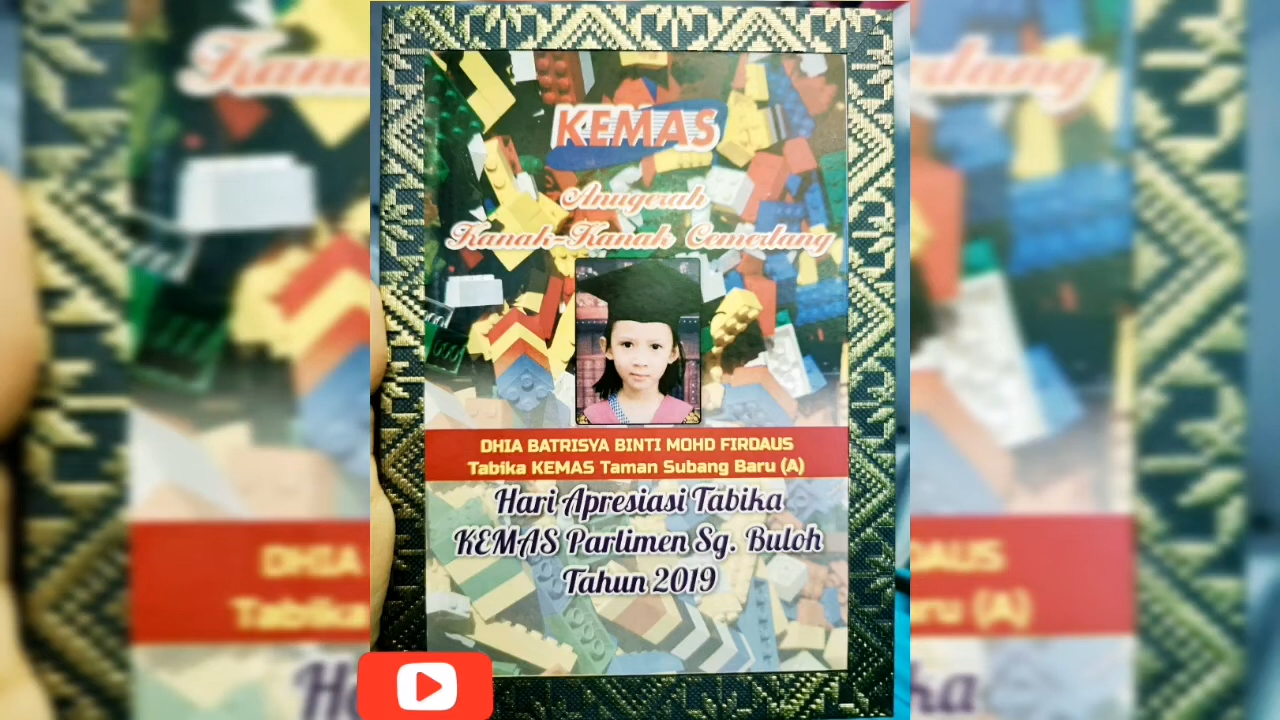 KEMAS
Anugerah
Kanak-Kanak Cemerlang
DHIA BATRISYA BINTI MOHD FIRDAUS
Tabika KEMAS Taman Subang Baru (A)
Hari Apresiasi Tabika
KEMAS Parlimen Sg. Buloh
Tahun 2019